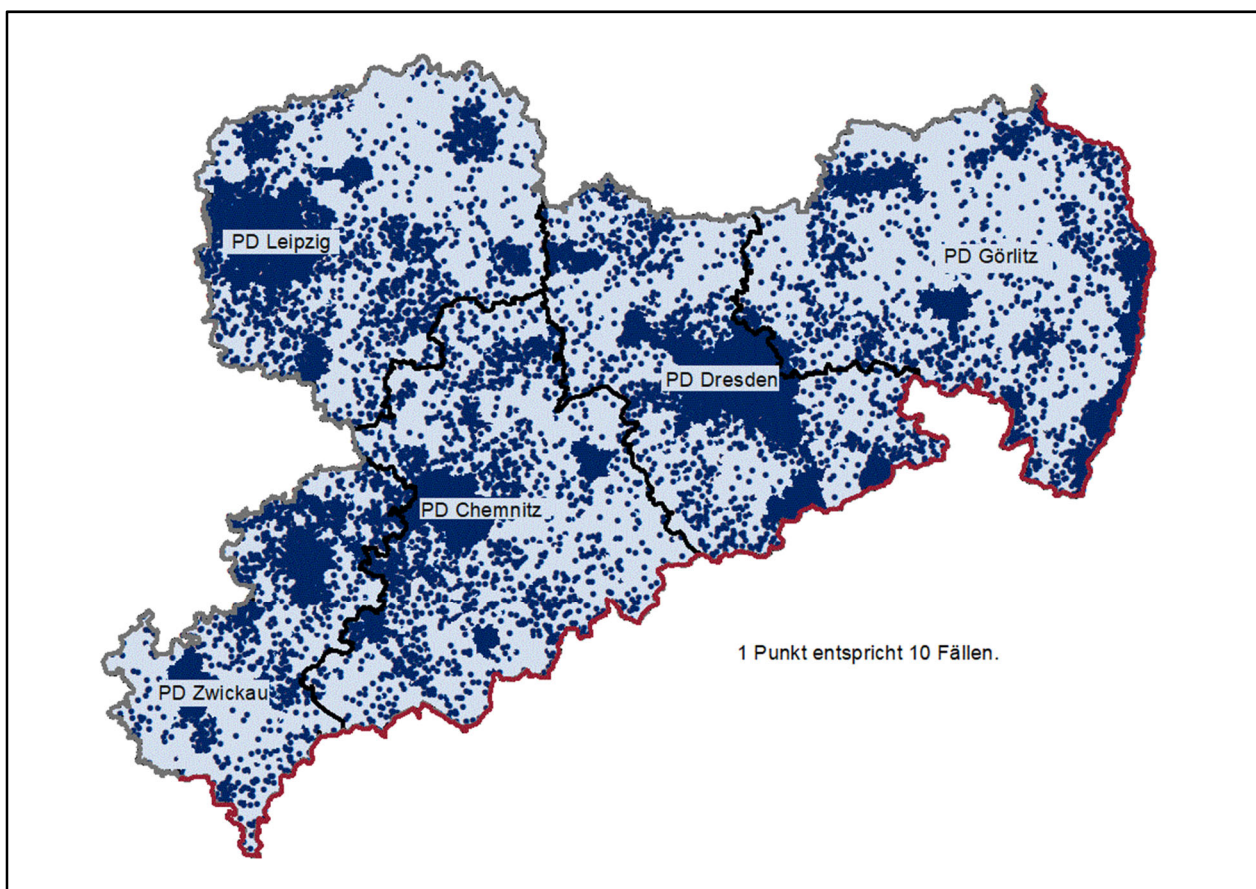 PD Leipzig
PD Görlitz
PD Dresden
PD Chemnitz
1 Punkt entspricht 10 Fällen.
PD Zwickau